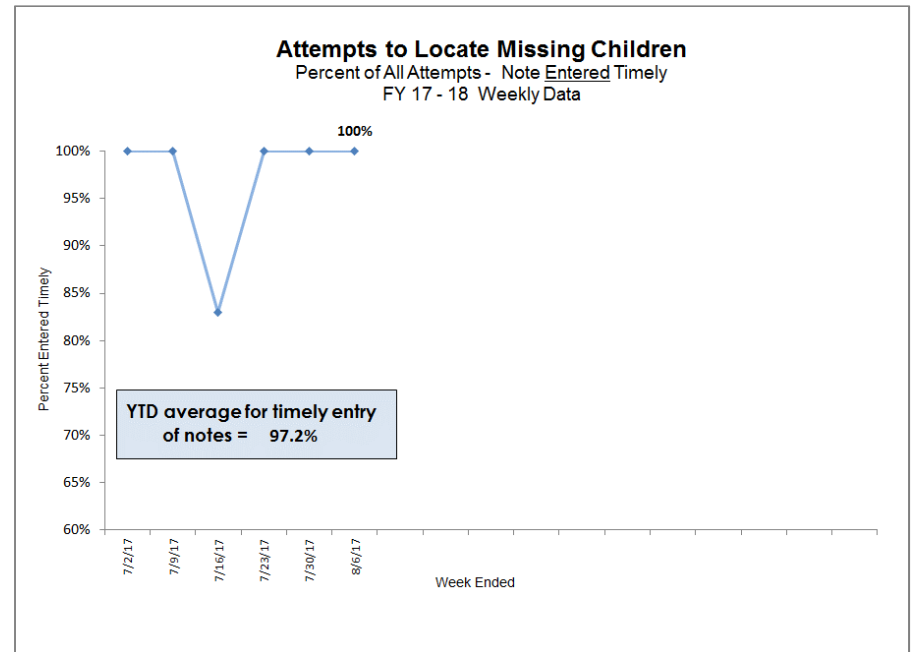 Attempts to Locate Missing Children
Percent of All Attempts - Note Entered Timely
FY 17 - 18 Weekly Data
100%
100%
95%
90%
85%
80%
75%
70%
65%
60%
Percent Entered Timely
YTD average for timely entry
of notes = 97.2%
7/2/17
7/9/17
7/16/17
7/23/17
7/30/17
8/6/17
Week Ended